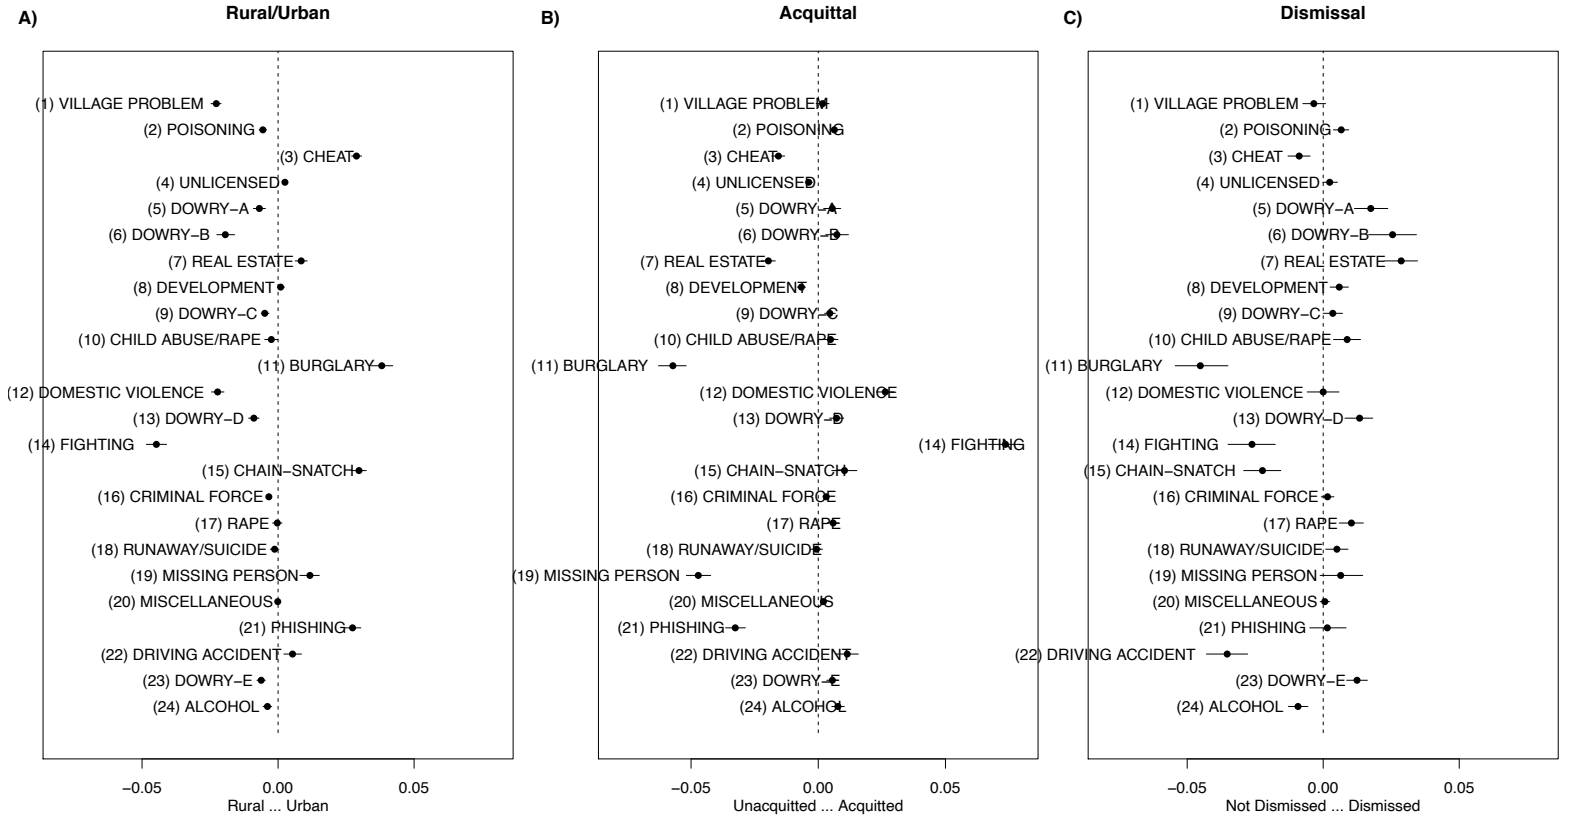 A)
Rural/Urban
(1) VILLAGE PROBLEM
(2) POISONING
(3) CHEAT
(4) UNLICENSED
(5) DOWRY−A
(6) DOWRY−B
(7) REAL ESTATE
(8) DEVELOPMENT
(9) DOWRY−C
(10) CHILD ABUSE/RAPE
(11) BURGLARY
(12) DOMESTIC VIOLENCE
(13) DOWRY−D
(14) FIGHTING
(15) CHAIN−SNATCH
(16) CRIMINAL FORCE
(17) RAPE
(18) RUNAWAY/SUICIDE
(19) MISSING PERSON
(20) MISCELLANEOUS
(21) PHISHING
(22) DRIVING ACCIDENT
(23) DOWRY−E
(24) ALCOHOL
−0.05 0.00 0.05
Rural ... Urban
B)
Acquittal
(1) VILLAGE PROBLEM
(2) POISONING
(3) CHEAT
(4) UNLICENSED
(5) DOWRY−A
(6) DOWRY−B
(7) REAL ESTATE
(8) DEVELOPMENT
(9) DOWRY−C
(10) CHILD ABUSE/RAPE
(11) BURGLARY
(12) DOMESTIC VIOLENCE
(13) DOWRY−D
(14) FIGHTING
(15) CHAIN−SNATCH
(16) CRIMINAL FORCE
(17) RAPE
(18) RUNAWAY/SUICIDE
(19) MISSING PERSON
(20) MISCELLANEOUS
(21) PHISHING
(22) DRIVING ACCIDENT
(23) DOWRY−E
(24) ALCOHOL
−0.05 0.00 0.05
Unacquitted ... Acquitted
C)
Dismissal
(1) VILLAGE PROBLEM
(2) POISONING
(3) CHEAT
(4) UNLICENSED
(5) DOWRY−A
(6) DOWRY−B
(7) REAL ESTATE
(8) DEVELOPMENT
(9) DOWRY−C
(10) CHILD ABUSE/RAPE
(11) BURGLARY
(12) DOMESTIC VIOLENCE
(13) DOWRY−D
(14) FIGHTING
(15) CHAIN−SNATCH
(16) CRIMINAL FORCE
(17) RAPE
(18) RUNAWAY/SUICIDE
(19) MISSING PERSON
(20) MISCELLANEOUS
(21) PHISHING
(22) DRIVING ACCIDENT
(23) DOWRY−E
(24) ALCOHOL
−0.05 0.00 0.05
Not Dismissed ... Dismissed